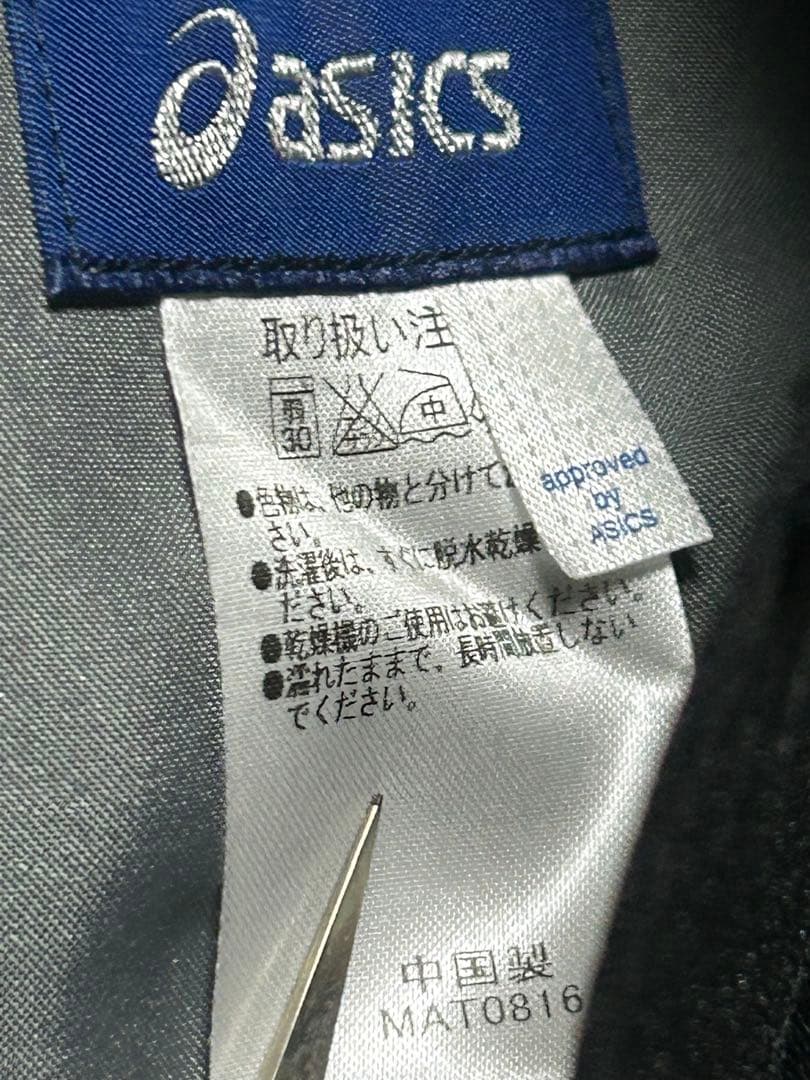 asics
取り扱い注
弱
30
中
approved
by
ASICS
●色物は、他の物と分けて
さい。
●洗濯後は、すぐに脱水乾燥
ださい。
●乾燥機のご使用はお避けください。
●濡れたままで、長時間放置しない
でください。
中国製
MAT0816